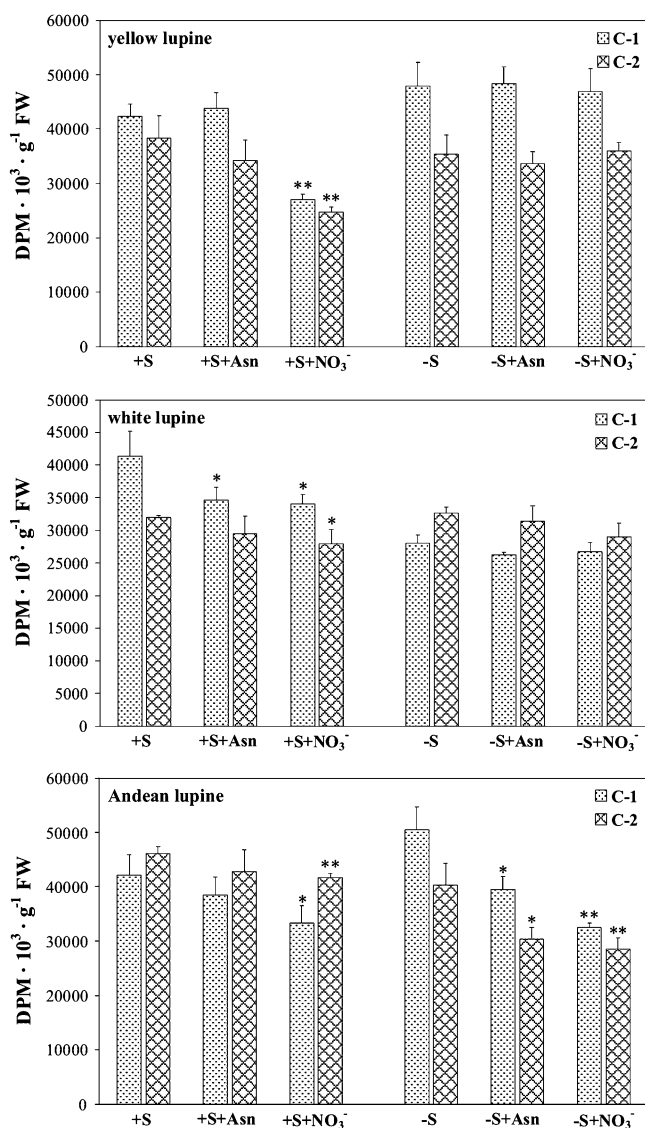 yellow lupine
C-1
C-2
DPM · 10³ · g⁻¹ FW
60000
50000
40000
30000
20000
10000
0
+S +S+Asn +S+NO₃⁻ -S -S+Asn -S+NO₃⁻
** **
white lupine
C-1
C-2
DPM · 10³ · g⁻¹ FW
50000
45000
40000
35000
30000
25000
20000
15000
10000
5000
0
* * *
+S +S+Asn +S+NO₃⁻ -S -S+Asn -S+NO₃⁻
Andean lupine
C-1
C-2
DPM · 10³ · g⁻¹ FW
60000
50000
40000
30000
20000
10000
0
* ** * * ** **
+S +S+Asn +S+NO₃⁻ -S -S+Asn -S+NO₃⁻